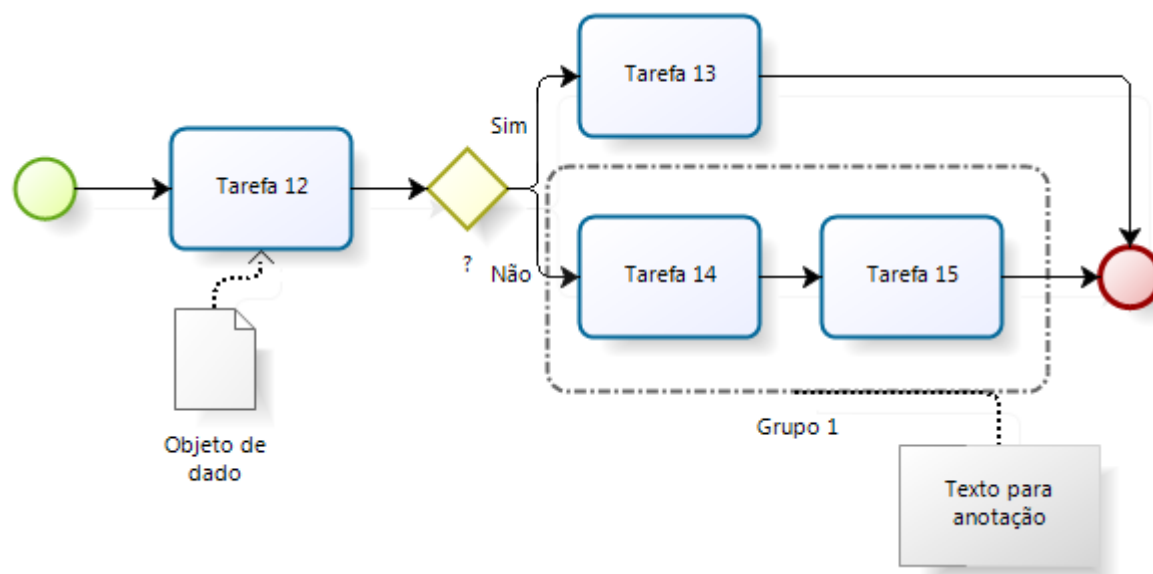 Tarefa 13
Sim
Tarefa 12
?
Não
Tarefa 14
Tarefa 15
Objeto de
dado
Grupo 1
Texto para
anotação